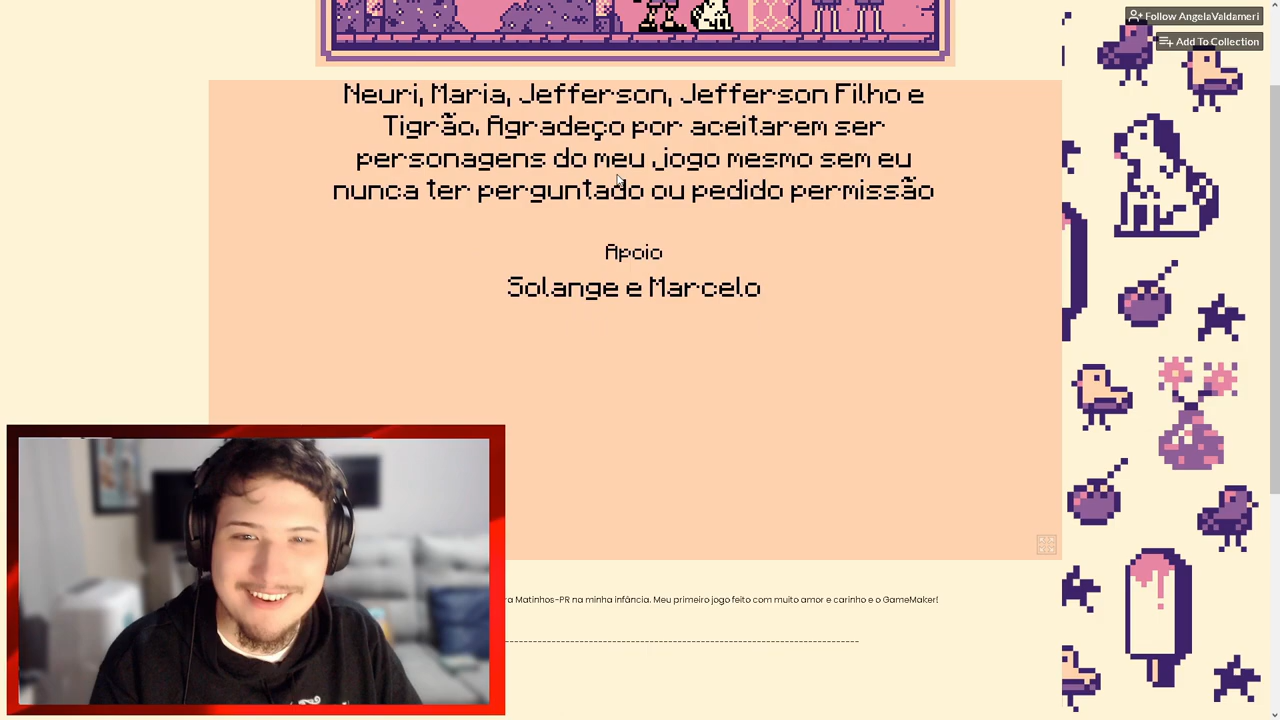 Follow AngelaValdameri
Add To Collection
Neuri, Maria, Jefferson, Jefferson Filho e
Tigrão. Agradeço por aceitarem ser
personagens do meu jogo mesmo sem eu
nunca ter perguntado ou pedido permissão
Apoio
Solange e Marcelo
Matinhos-PR na minha infância. Meu primeiro jogo feito com muito amor e carinho e o GameMaker!